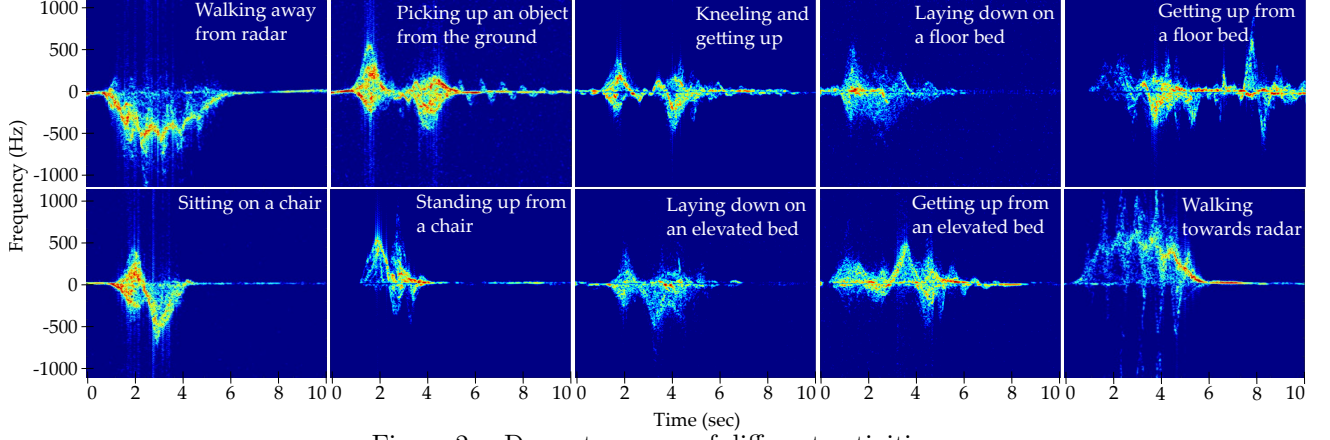 1000
500
0
-500
-1000
1000
500
0
-500
-1000
Frequency (Hz)
Walking away
from radar
Picking up an object
from the ground
Kneeling and
getting up
Laying down on
a floor bed
Getting up from
a floor bed
Sitting on a chair
Standing up from
a chair
Laying down on
an elevated bed
Getting up from
an elevated bed
Walking
towards radar
0 2 4 6 8 10 0 2 4 6 8 10 0 2 4 6 8 10 0 2 4 6 8 10 0 2 4 6 8 10
Time (sec)